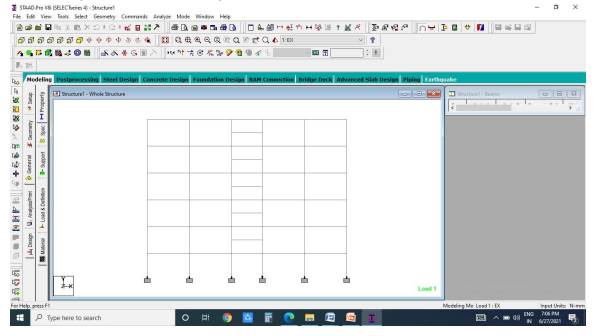 STAAD.Pro V8i (SELECTseries 4) - Structure1
File Edit View Tools Select Geometry Commands Analyze Mode Window Help
1:EX
Modeling Postprocessing Steel Design Concrete Design Foundation Design RAM Connection Bridge Deck Advanced Slab Design Piping Earthquake
Setup
Geometry
General
Analysis/Print
Design
Property
Spec
Support
Load & Definition
Material
Structure1 - Whole Structure
Structure1 - Beams
Y
Z X
Load 1
For Help, press F1
Modeling Mo Load 1 : EX
Input Units: N-mm
Type here to search
ENG
IN
7:06 PM
6/27/2021